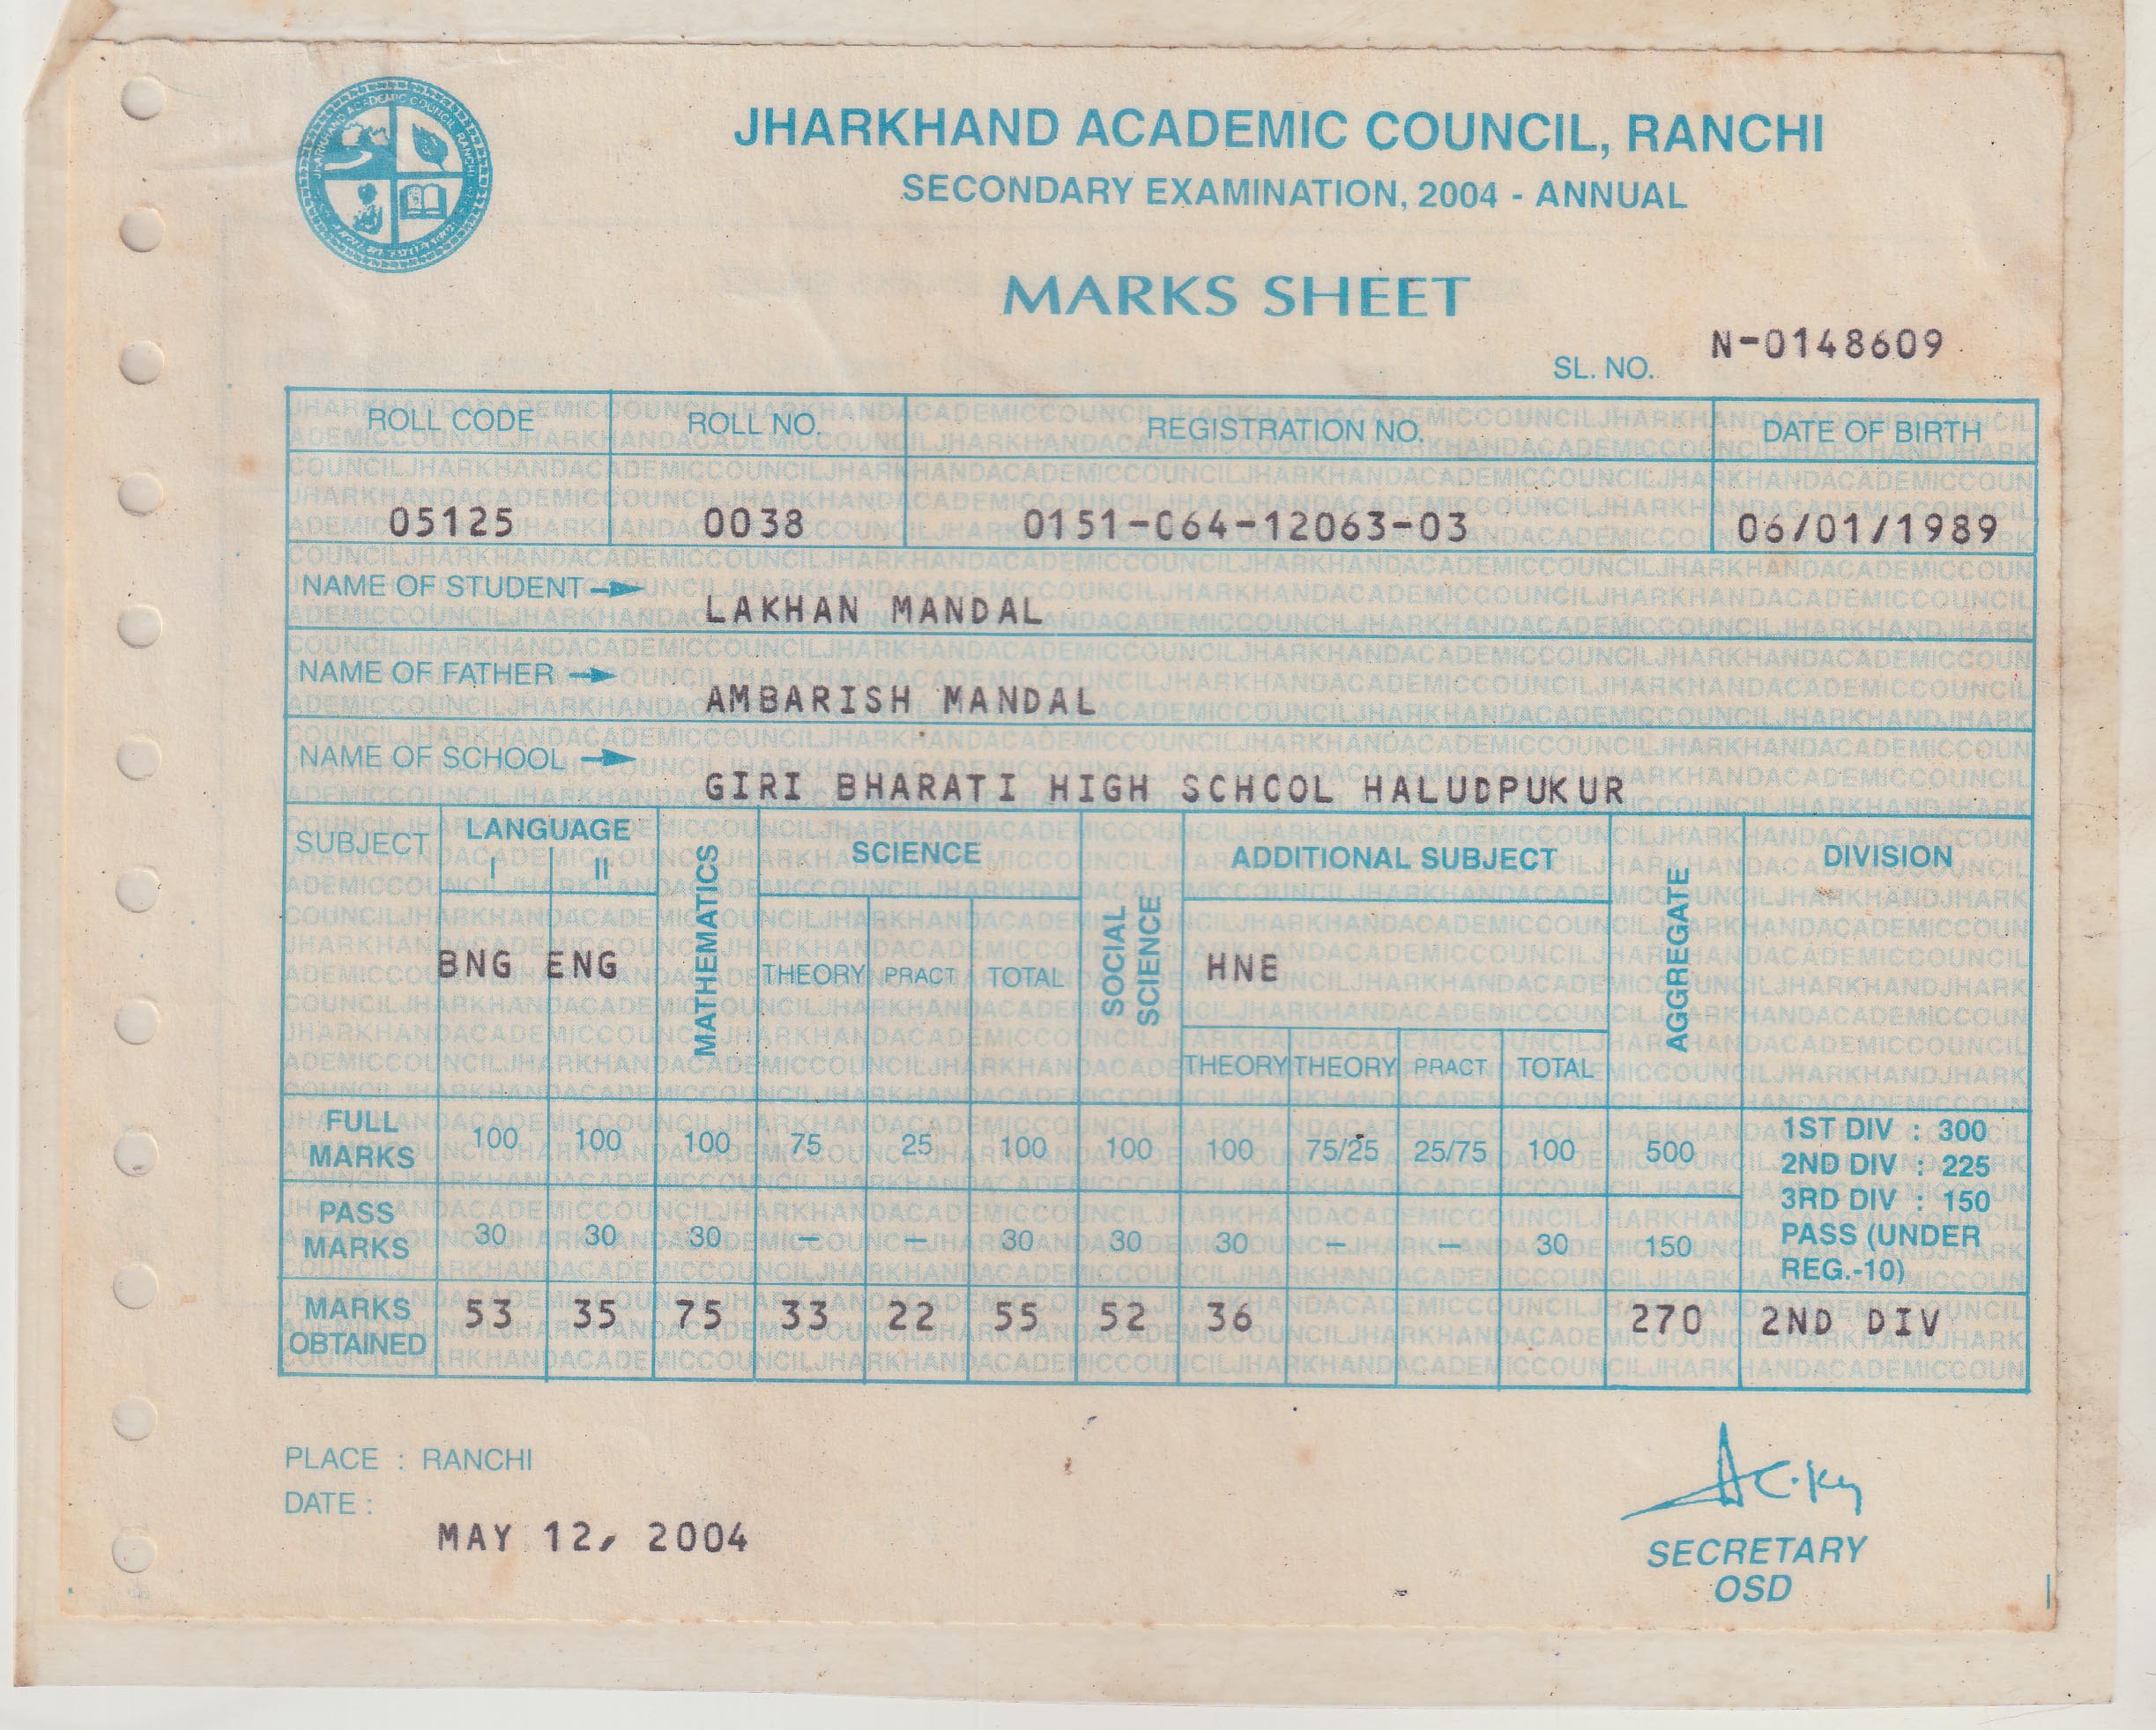 JHARKHAND ACADEMIC COUNCIL, RANCHI
SECONDARY EXAMINATION, 2004 - ANNUAL
MARKS SHEET
SL. NO. N-0148609
ROLL CODE ROLL NO. REGISTRATION NO. DATE OF BIRTH
05125 0038 0151-064-12063-03 06/01/1989
NAME OF STUDENT LAKHAN MANDAL
NAME OF FATHER AMBARISH MANDAL
NAME OF SCHOOL GIRI BHARATI HIGH SCHOOL HALUDPUKUR
SUBJECT LANGUAGE MATHEMATICS SCIENCE SOCIAL SCIENCE ADDITIONAL SUBJECT AGGREGATE DIVISION
I II
BNG ENG THEORY PRACT TOTAL HNE
THEORY THEORY PRACT TOTAL
FULL MARKS 100 100 100 75 25 100 100 100 75/25 25/75 100 500
1ST DIV : 300
2ND DIV : 225
3RD DIV : 150
PASS (UNDER
REG.-10)
PASS MARKS 30 30 30 – – 30 30 30 – – 30 150
MARKS OBTAINED 53 35 75 33 22 55 52 36 270 2ND DIV
PLACE : RANCHI
DATE :
MAY 12, 2004
SECRETARY
OSD